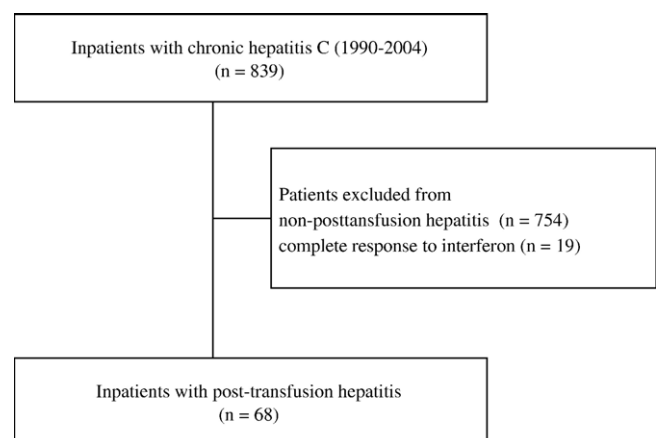 Inpatients with chronic hepatitis C (1990-2004)
(n = 839)
Patients excluded from
non-posttansfusion hepatitis (n = 754)
complete response to interferon (n = 19)
Inpatients with post-transfusion hepatitis
(n = 68)